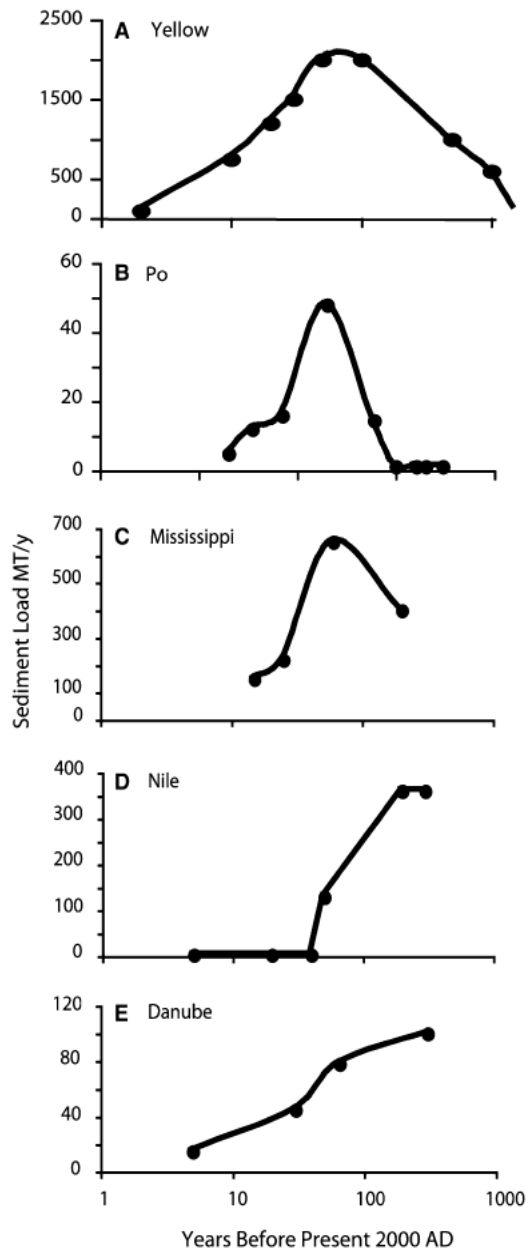 A Yellow
2500
1500
500
0
B Po
60
40
20
0
C Mississippi
700
500
300
100
0
Sediment Load MT/y
D Nile
400
300
200
100
0
E Danube
120
80
40
0
1 10 100 1000
Years Before Present 2000 AD